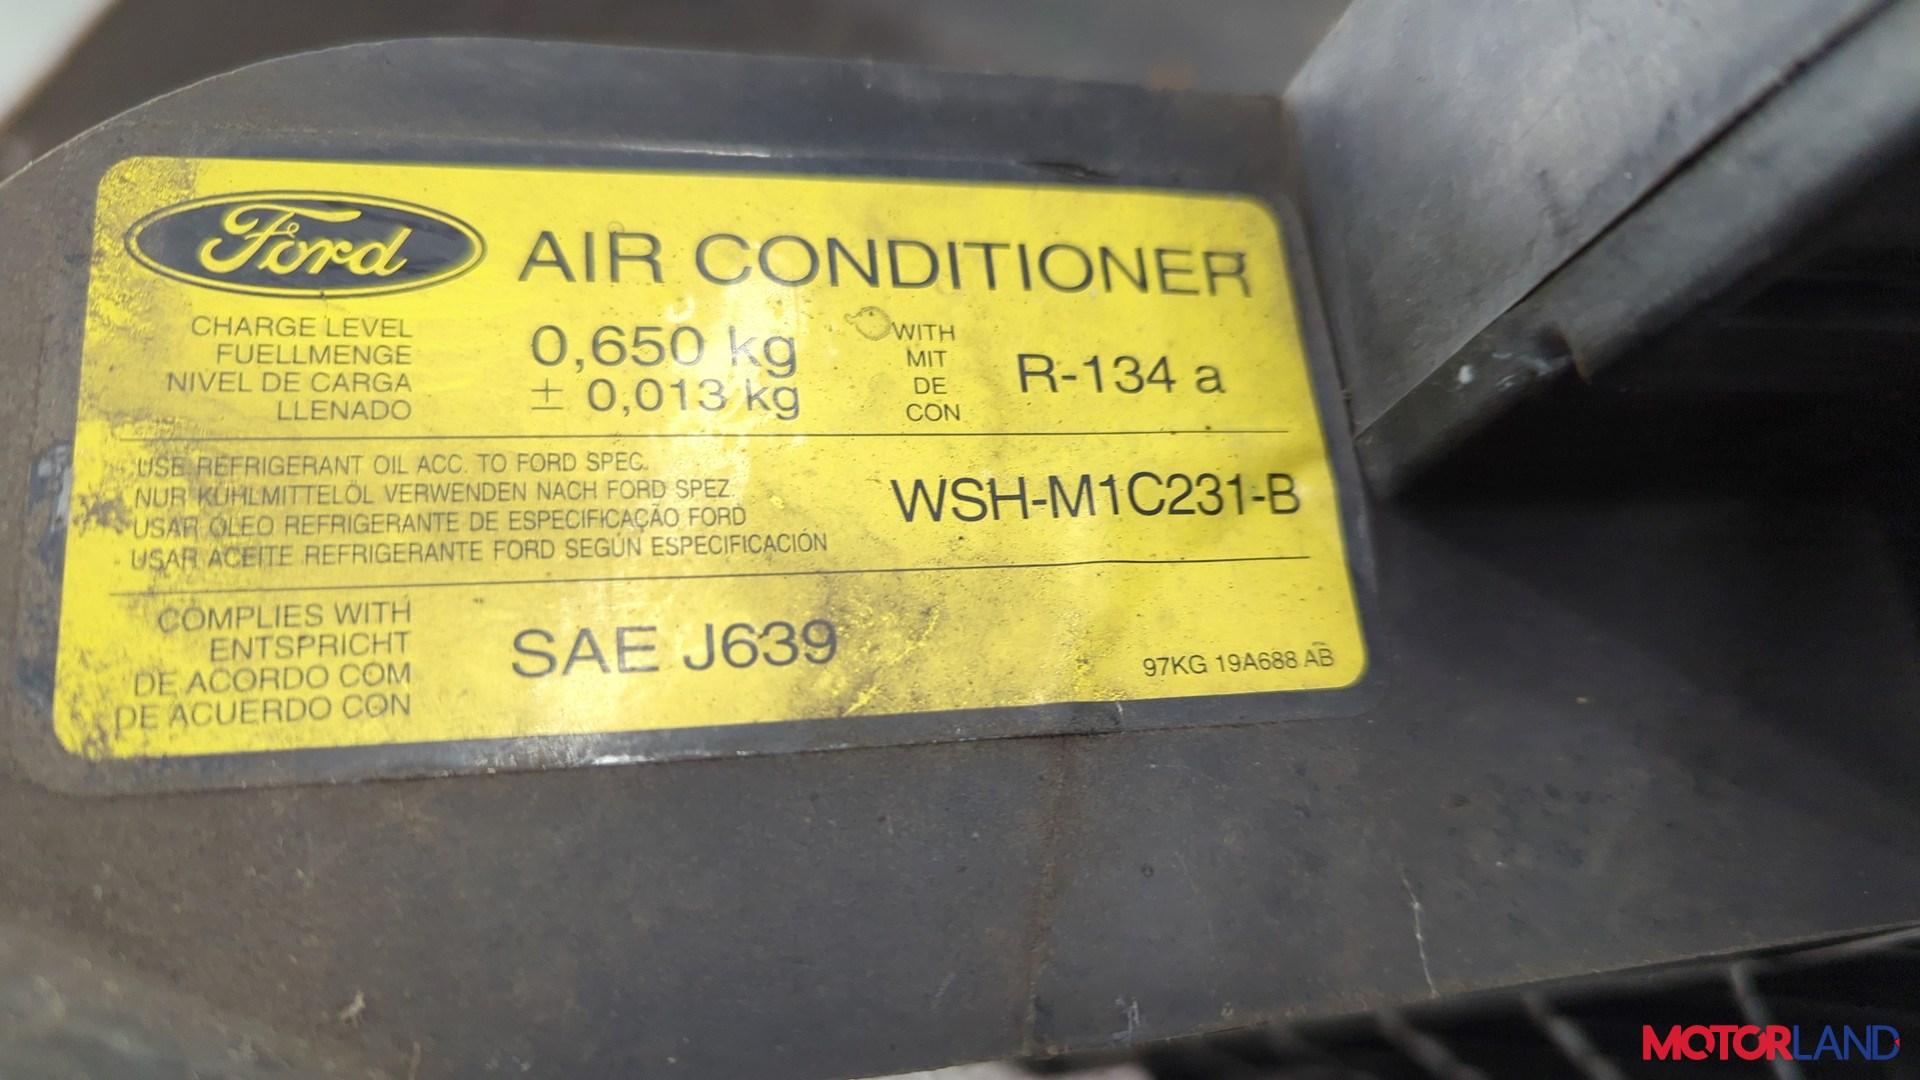 Ford AIR CONDITIONER
CHARGE LEVEL
FUELLMENGE
NIVEL DE CARGA
LLENADO
0,650 kg
± 0,013 kg
WITH
MIT
DE
CON
R-134 a
USE REFRIGERANT OIL ACC. TO FORD SPEC.
NUR KÜHLMITTELÖL VERWENDEN NACH FORD SPEZ.
USAR ÓLEO REFRIGERANTE DE ESPECIFICAÇÃO FORD
USAR ACEITE REFRIGERANTE FORD SEGÚN ESPECIFICACIÓN
WSH-M1C231-B
COMPLIES WITH
ENTSPRICHT
DE ACORDO COM
DE ACUERDO CON
SAE J639
97KG 19A688 AB
MOTORLAND